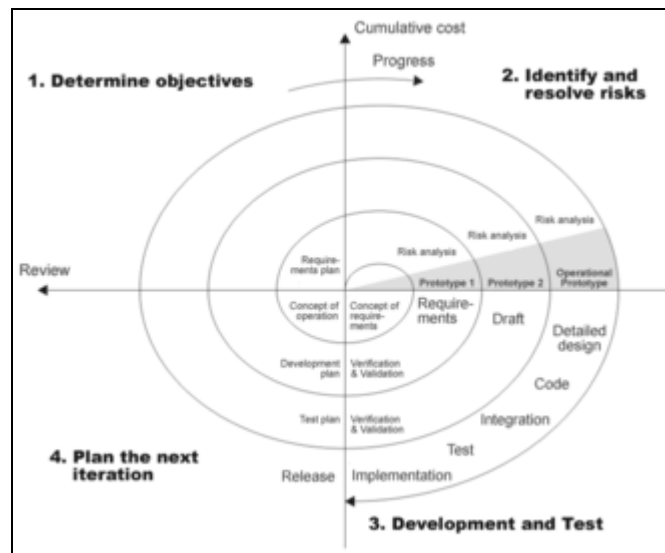 Cumulative cost
Progress
1. Determine objectives
2. Identify and
resolve risks
Risk analysis
Risk analysis
Risk analysis
Review
Require-
ments plan
Prototype 1
Prototype 2
Operational
Prototype
Concept of
operation
Concept of
require-
ments
Require-
ments
Draft
Detailed
design
Development
plan
Verification
& Validation
Code
Test plan
Verification
& Validation
Integration
Test
4. Plan the next
iteration
Release
Implementation
3. Development and Test